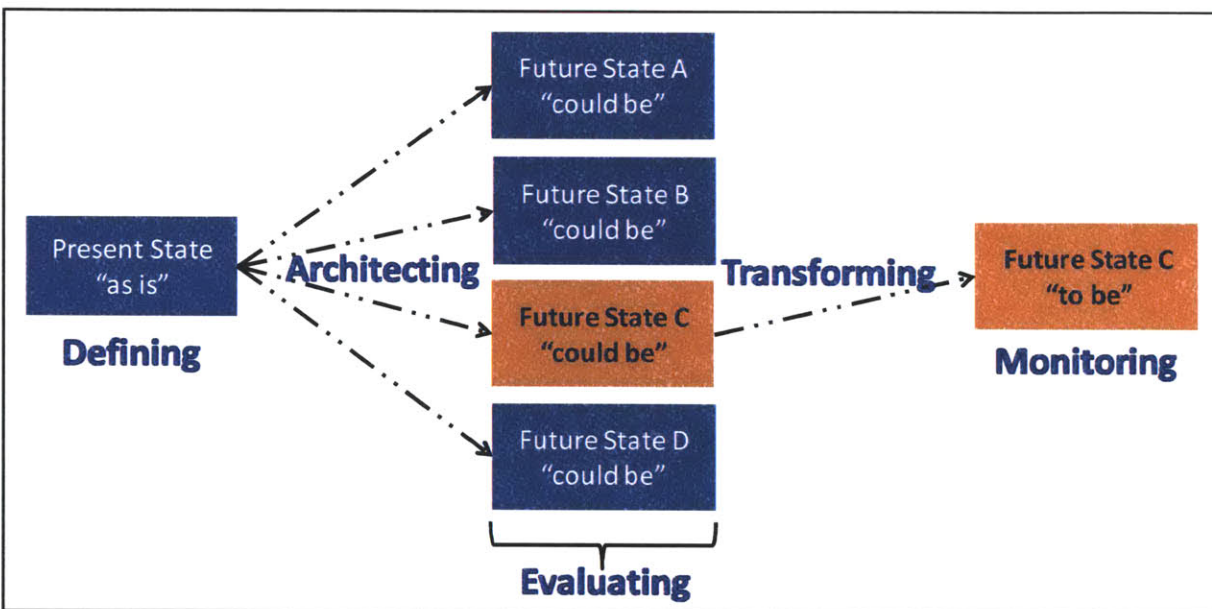 Present State
“as is”
Defining
Architecting
Future State A
“could be”
Future State B
“could be”
Future State C
“could be”
Future State D
“could be”
Evaluating
Transforming
Future State C
“to be”
Monitoring